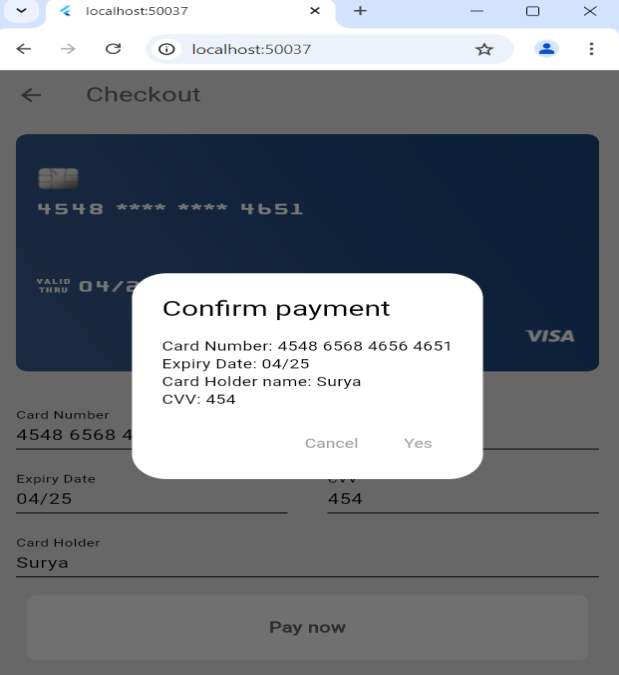 localhost:50037
localhost:50037
Checkout
4548 **** **** 4651
VALID
THRU 04/2
VISA
Confirm payment
Card Number: 4548 6568 4656 4651
Expiry Date: 04/25
Card Holder name: Surya
CVV: 454
Cancel Yes
Card Number
4548 6568 4
Expiry Date CVV
04/25 454
Card Holder
Surya
Pay now